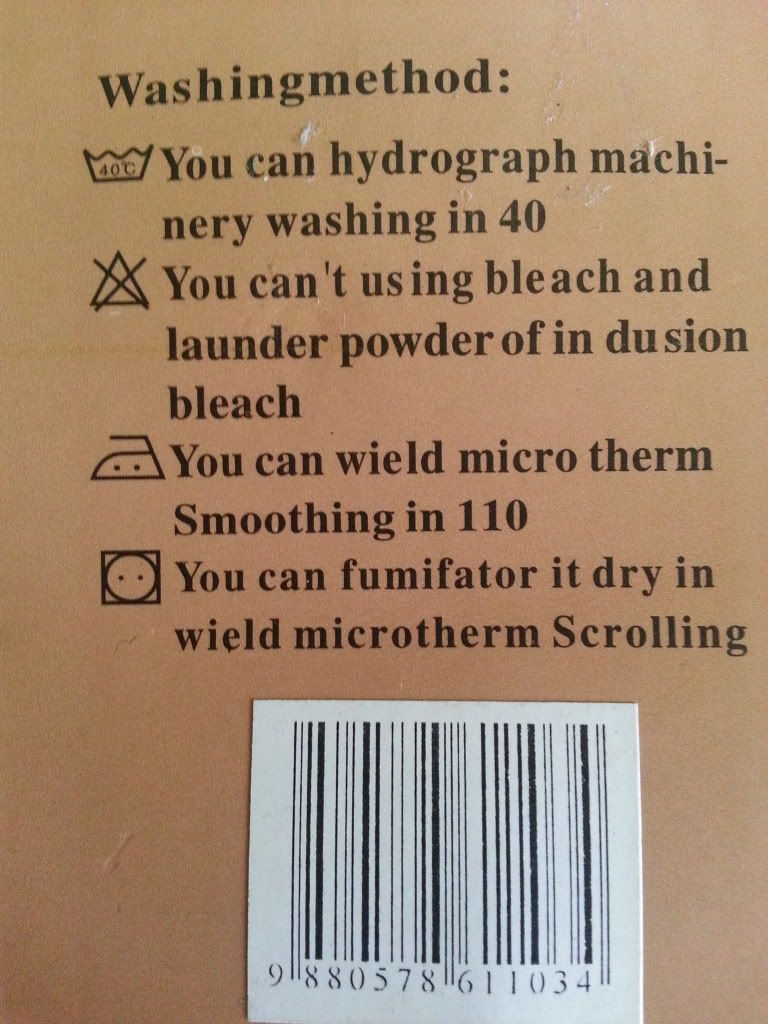 Washingmethod:
40℃ You can hydrograph machi-
nery washing in 40
You can't using bleach and
launder powder of in dusion
bleach
You can wield micro therm
Smoothing in 110
You can fumifator it dry in
wield microtherm Scrolling
9 880578 611034